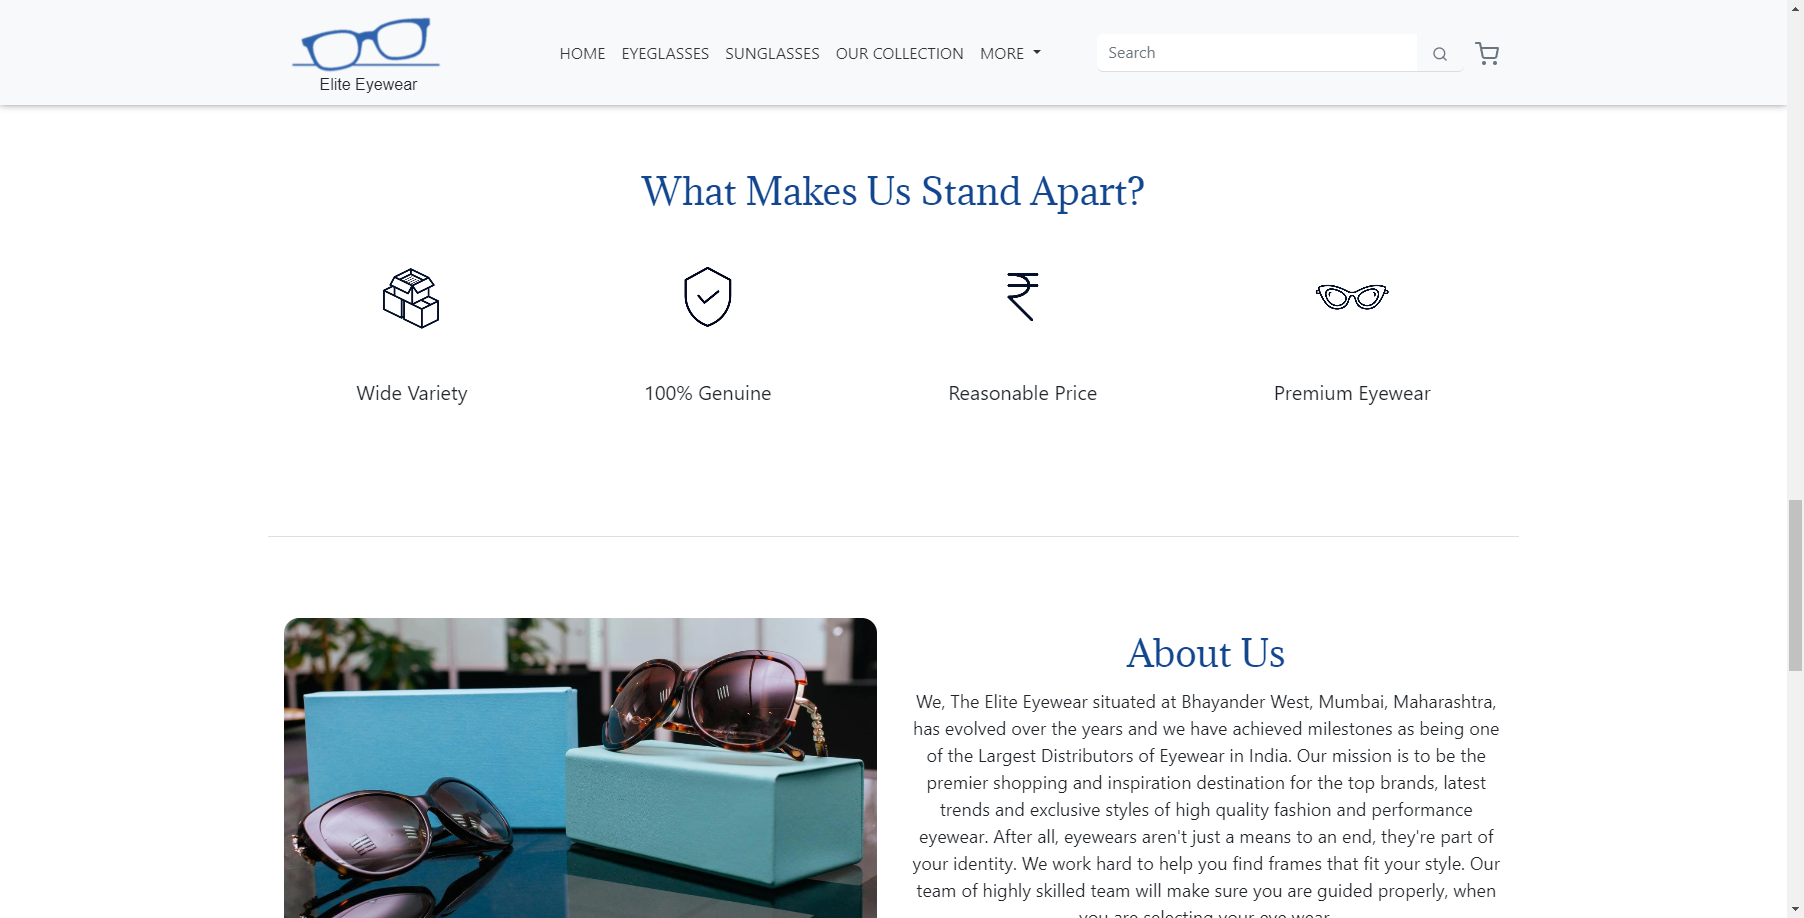 Elite Eyewear
HOME EYEGLASSES SUNGLASSES OUR COLLECTION MORE
Search
What Makes Us Stand Apart?
Wide Variety
100% Genuine
Reasonable Price
Premium Eyewear
About Us
We, The Elite Eyewear situated at Bhayander West, Mumbai, Maharashtra,
has evolved over the years and we have achieved milestones as being one
of the Largest Distributors of Eyewear in India. Our mission is to be the
premier shopping and inspiration destination for the top brands, latest
trends and exclusive styles of high quality fashion and performance
eyewear. After all, eyewears aren't just a means to an end, they're part of
your identity. We work hard to help you find frames that fit your style. Our
team of highly skilled team will make sure you are guided properly, when
you are selecting your eye wear.